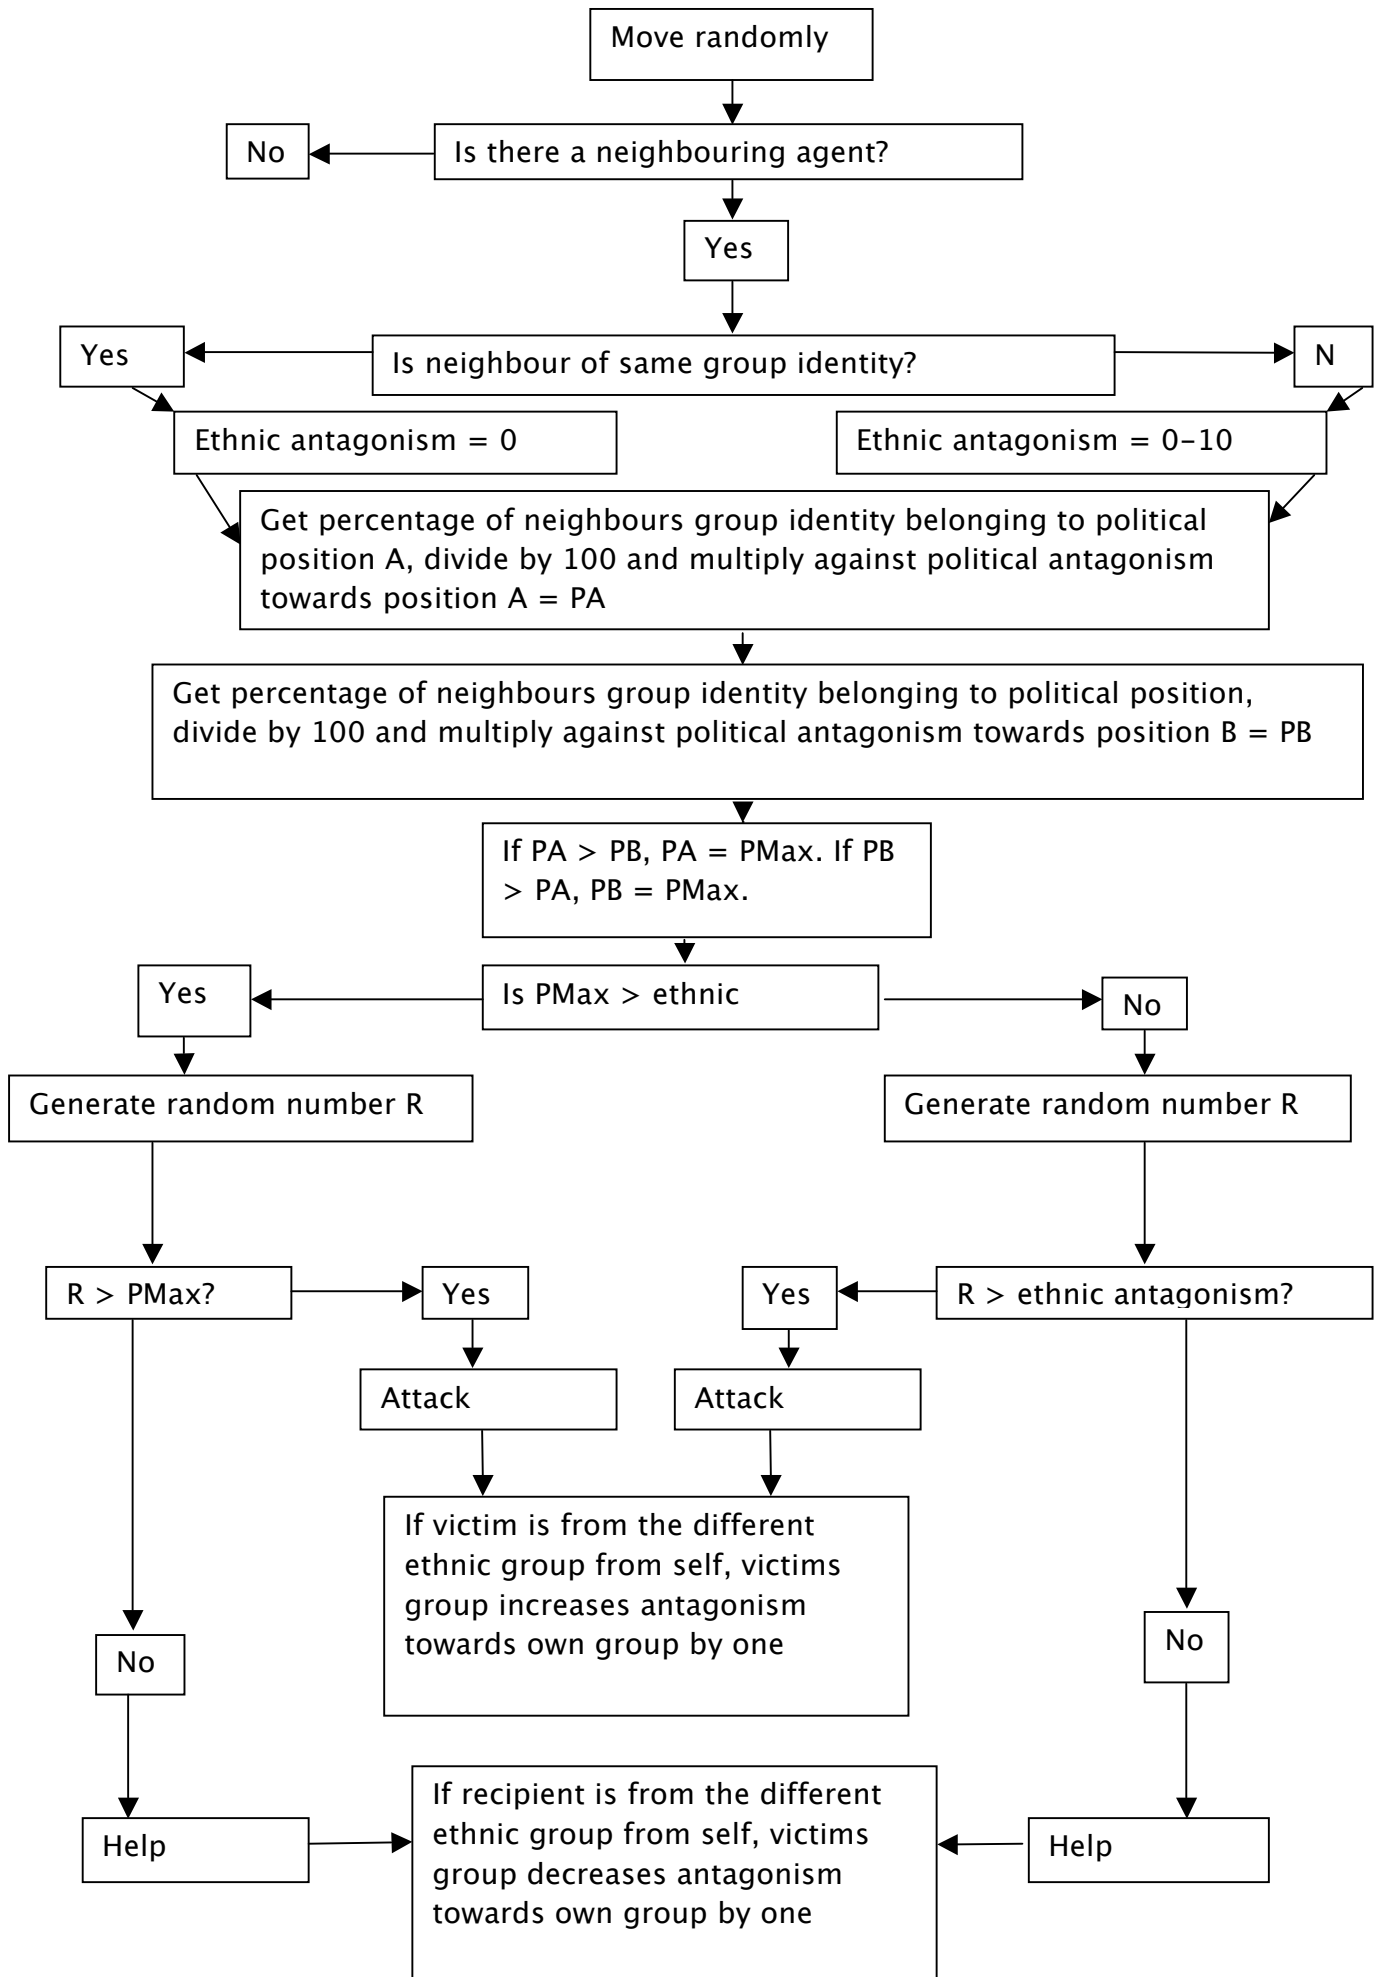 Move randomly
No
Is there a neighbouring agent?
Yes
Yes
Is neighbour of same group identity?
N
Ethnic antagonism = 0
Ethnic antagonism = 0–10
Get percentage of neighbours group identity belonging to political
position A, divide by 100 and multiply against political antagonism
towards position A = PA
Get percentage of neighbours group identity belonging to political position,
divide by 100 and multiply against political antagonism towards position B = PB
If PA > PB, PA = PMax. If PB
> PA, PB = PMax.
Yes
Is PMax > ethnic
No
Generate random number R
Generate random number R
R > PMax?
Yes
Yes
R > ethnic antagonism?
Attack
Attack
If victim is from the different
ethnic group from self, victims
group increases antagonism
towards own group by one
No
No
If recipient is from the different
ethnic group from self, victims
group decreases antagonism
towards own group by one
Help
Help